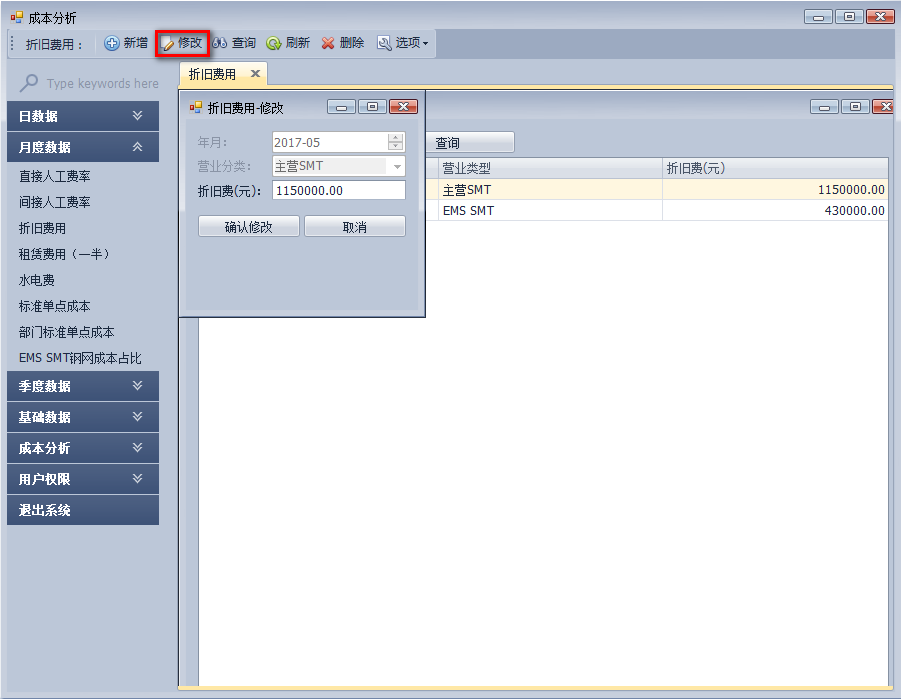 成本分析
折旧费用： 新增 修改 查询 刷新 删除 选项
Type keywords here
折旧费用
日数据
月度数据
直接人工费率
间接人工费率
折旧费用
租赁费用（一半）
水电费
标准单点成本
部门标准单点成本
EMS SMT钢网成本占比
季度数据
基础数据
成本分析
用户权限
退出系统
折旧费用-修改
年月： 2017-05
营业分类： 主营SMT
折旧费(元)： 1150000.00
确认修改 取消
查询
营业类型 折旧费(元)
主营SMT 1150000.00
EMS SMT 430000.00